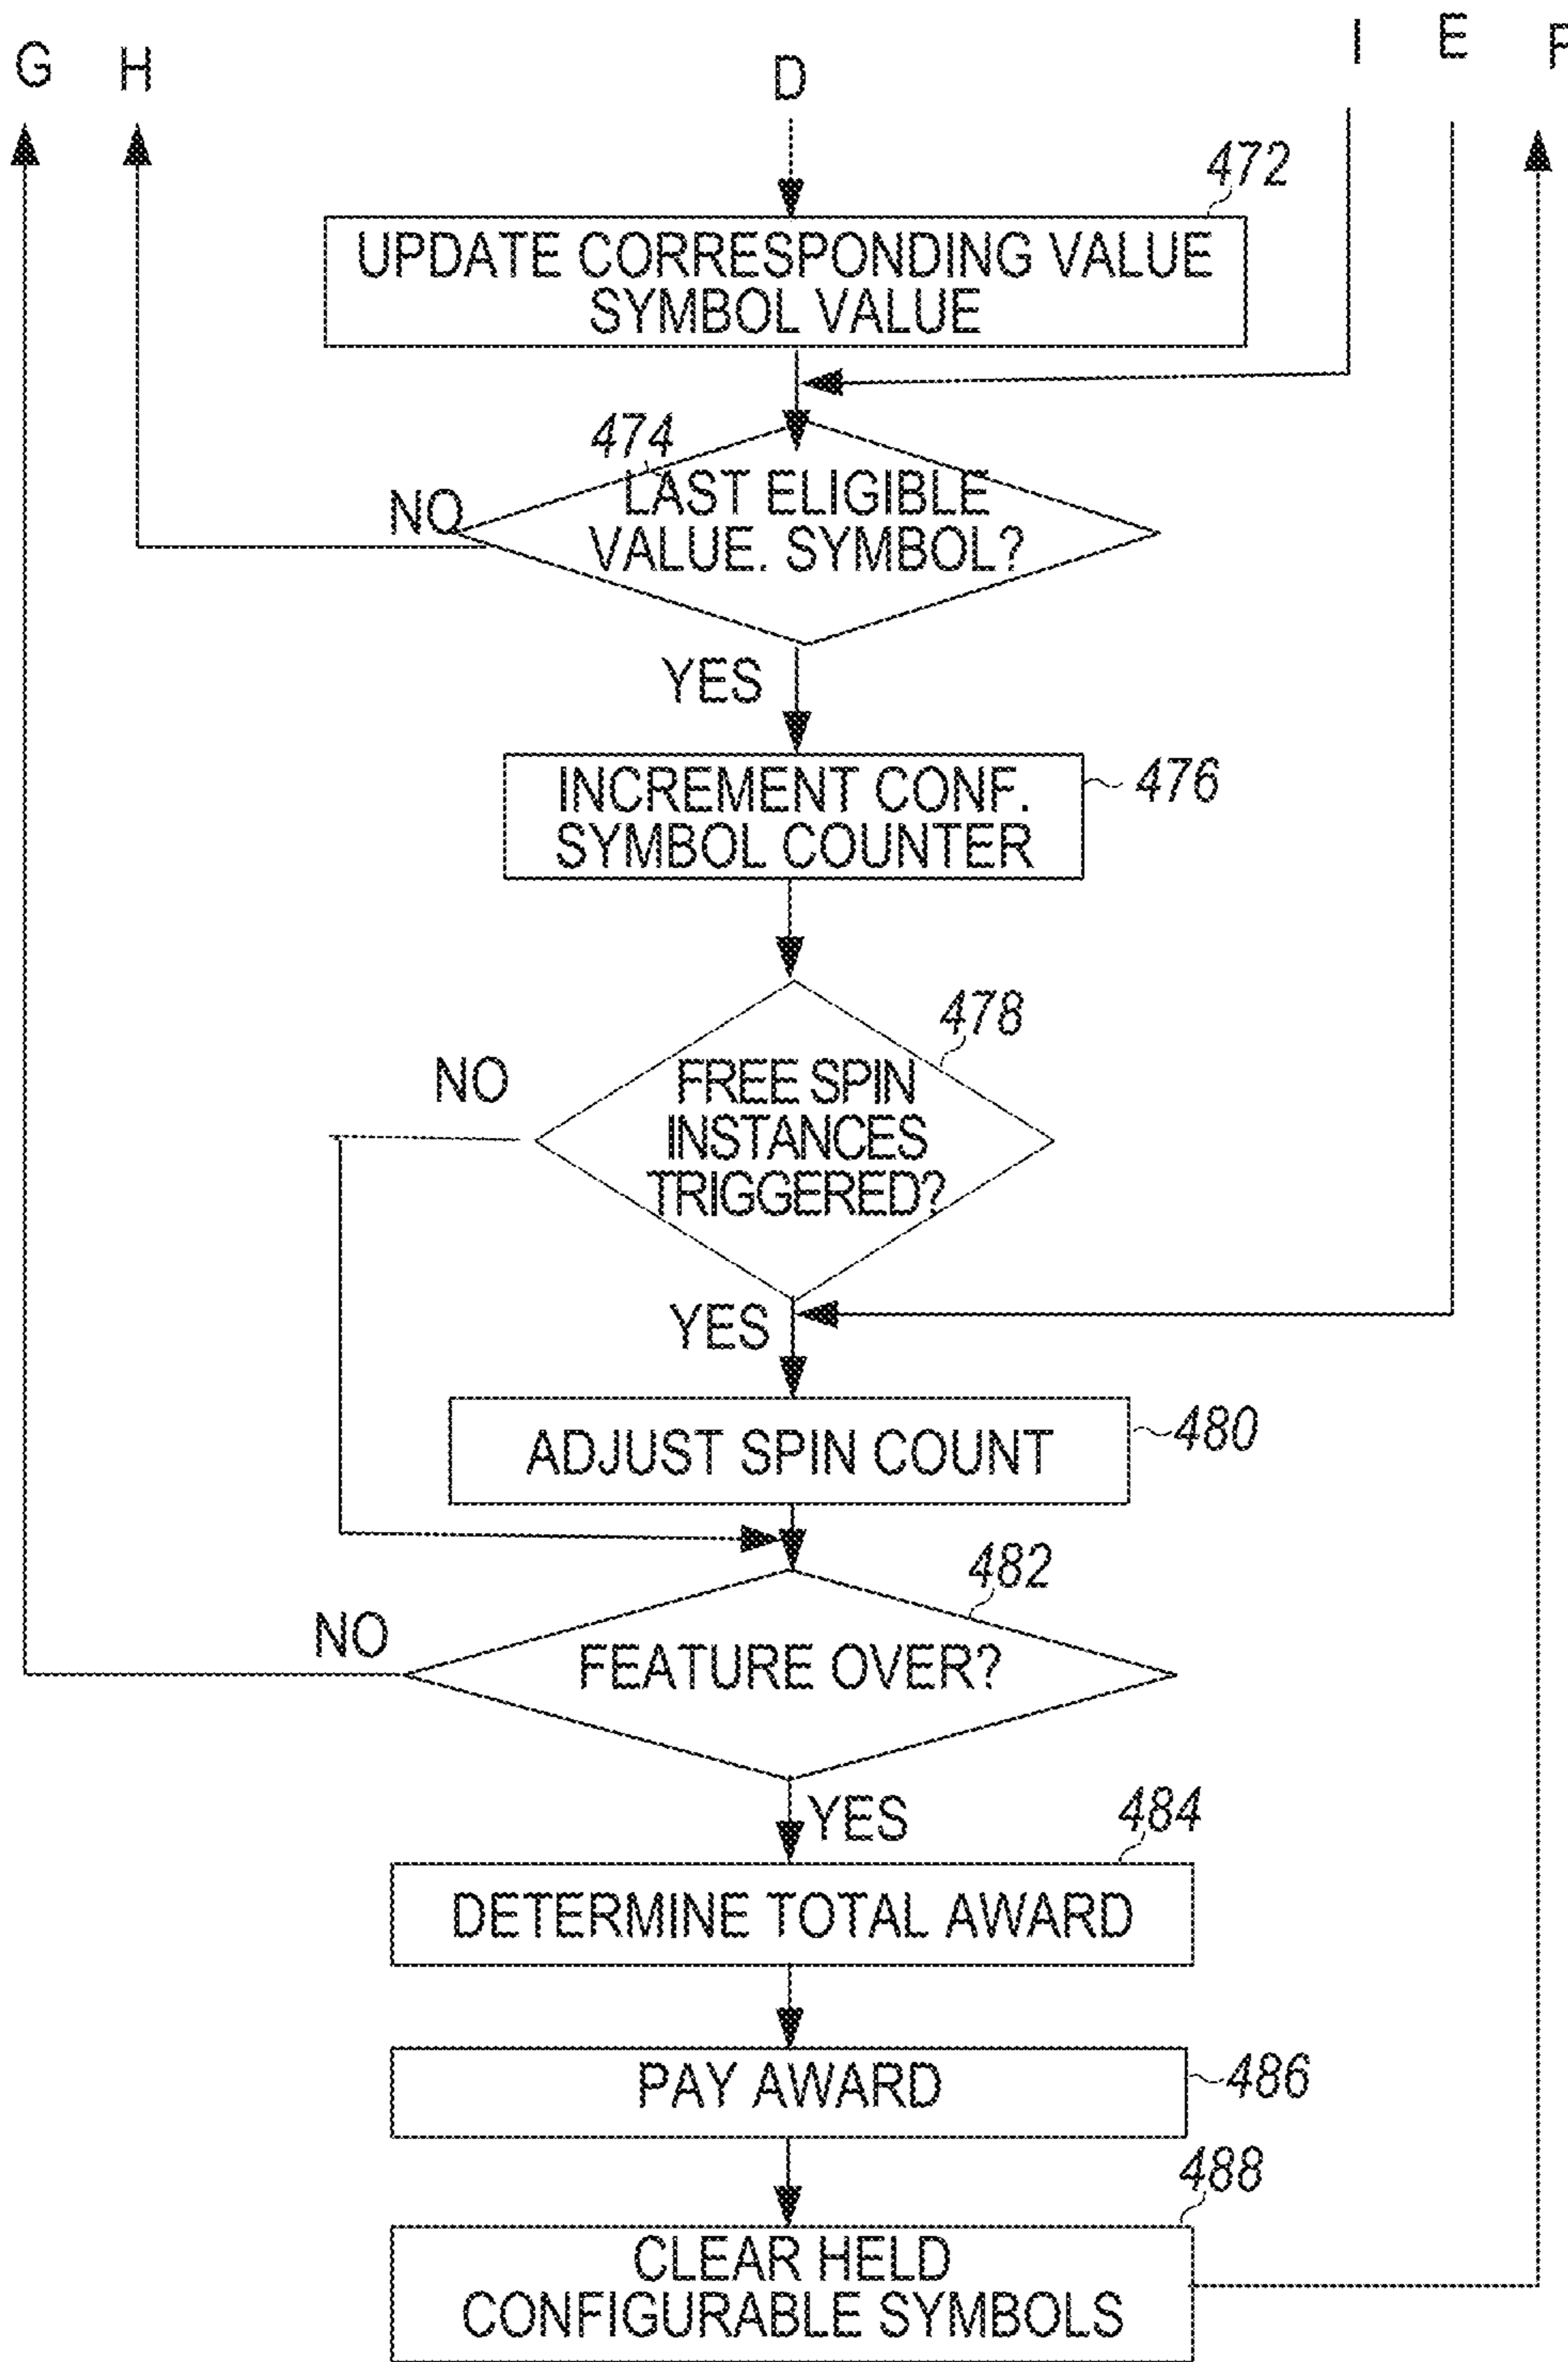 G H D I E F
472
UPDATE CORRESPONDING VALUE
SYMBOL VALUE
474
LAST ELIGIBLE
NO
VALUE. SYMBOL?
YES
INCREMENT CONF.
SYMBOL COUNTER
476
478
NO
FREE SPIN
INSTANCES
TRIGGERED?
YES
ADJUST SPIN COUNT
480
482
NO
FEATURE OVER?
YES
484
DETERMINE TOTAL AWARD
PAY AWARD
486
488
CLEAR HELD
CONFIGURABLE SYMBOLS